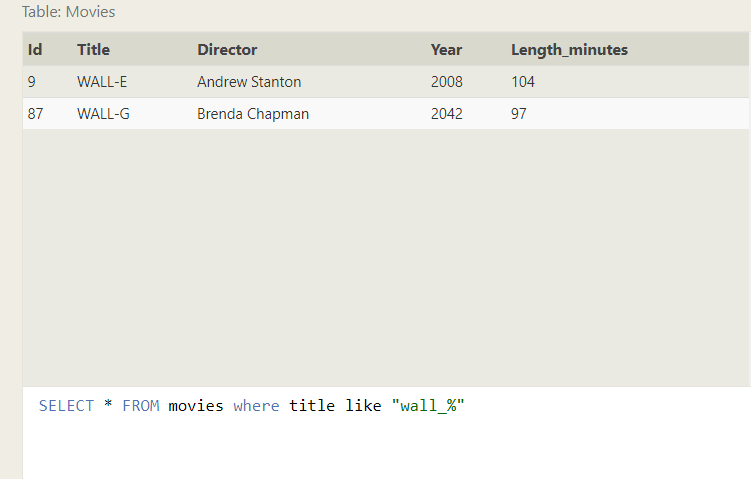 Table: Movies
Id Title Director Year Length_minutes
9 WALL-E Andrew Stanton 2008 104
87 WALL-G Brenda Chapman 2042 97
SELECT * FROM movies where title like "wall_%"